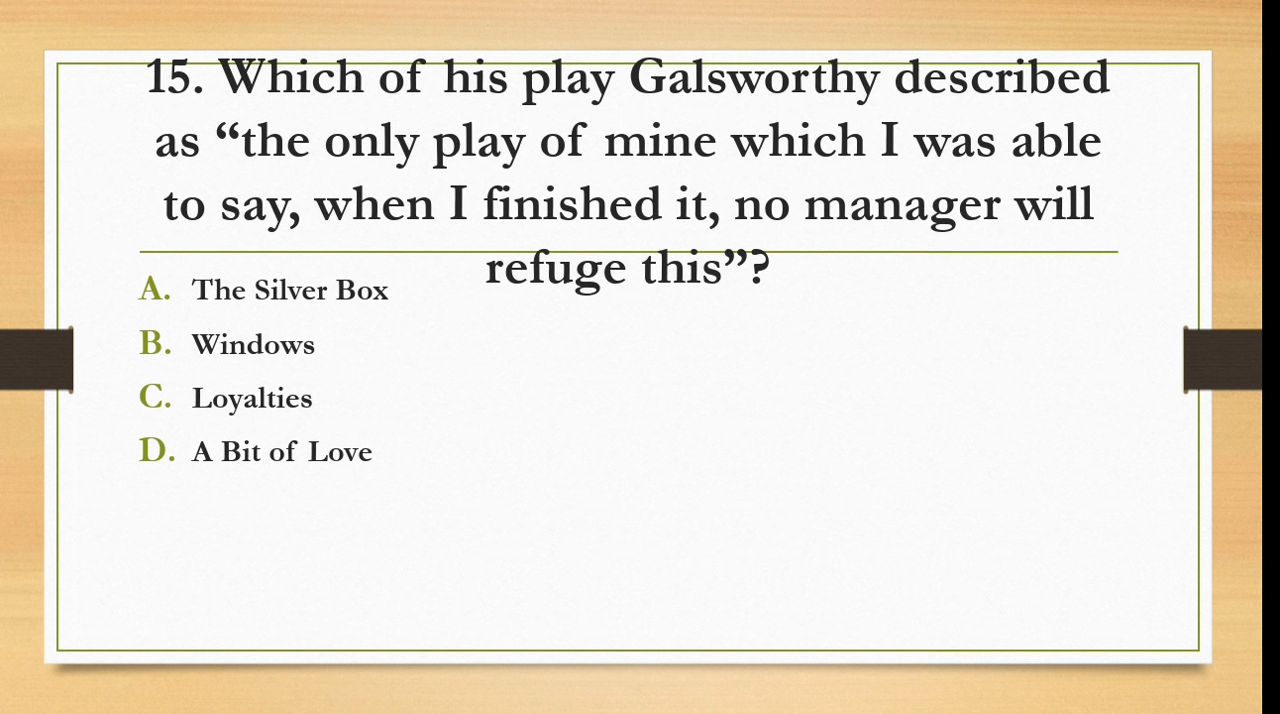 15. Which of his play Galsworthy described
as “the only play of mine which I was able
to say, when I finished it, no manager will
refuge this”?
A. The Silver Box
B. Windows
C. Loyalties
D. A Bit of Love